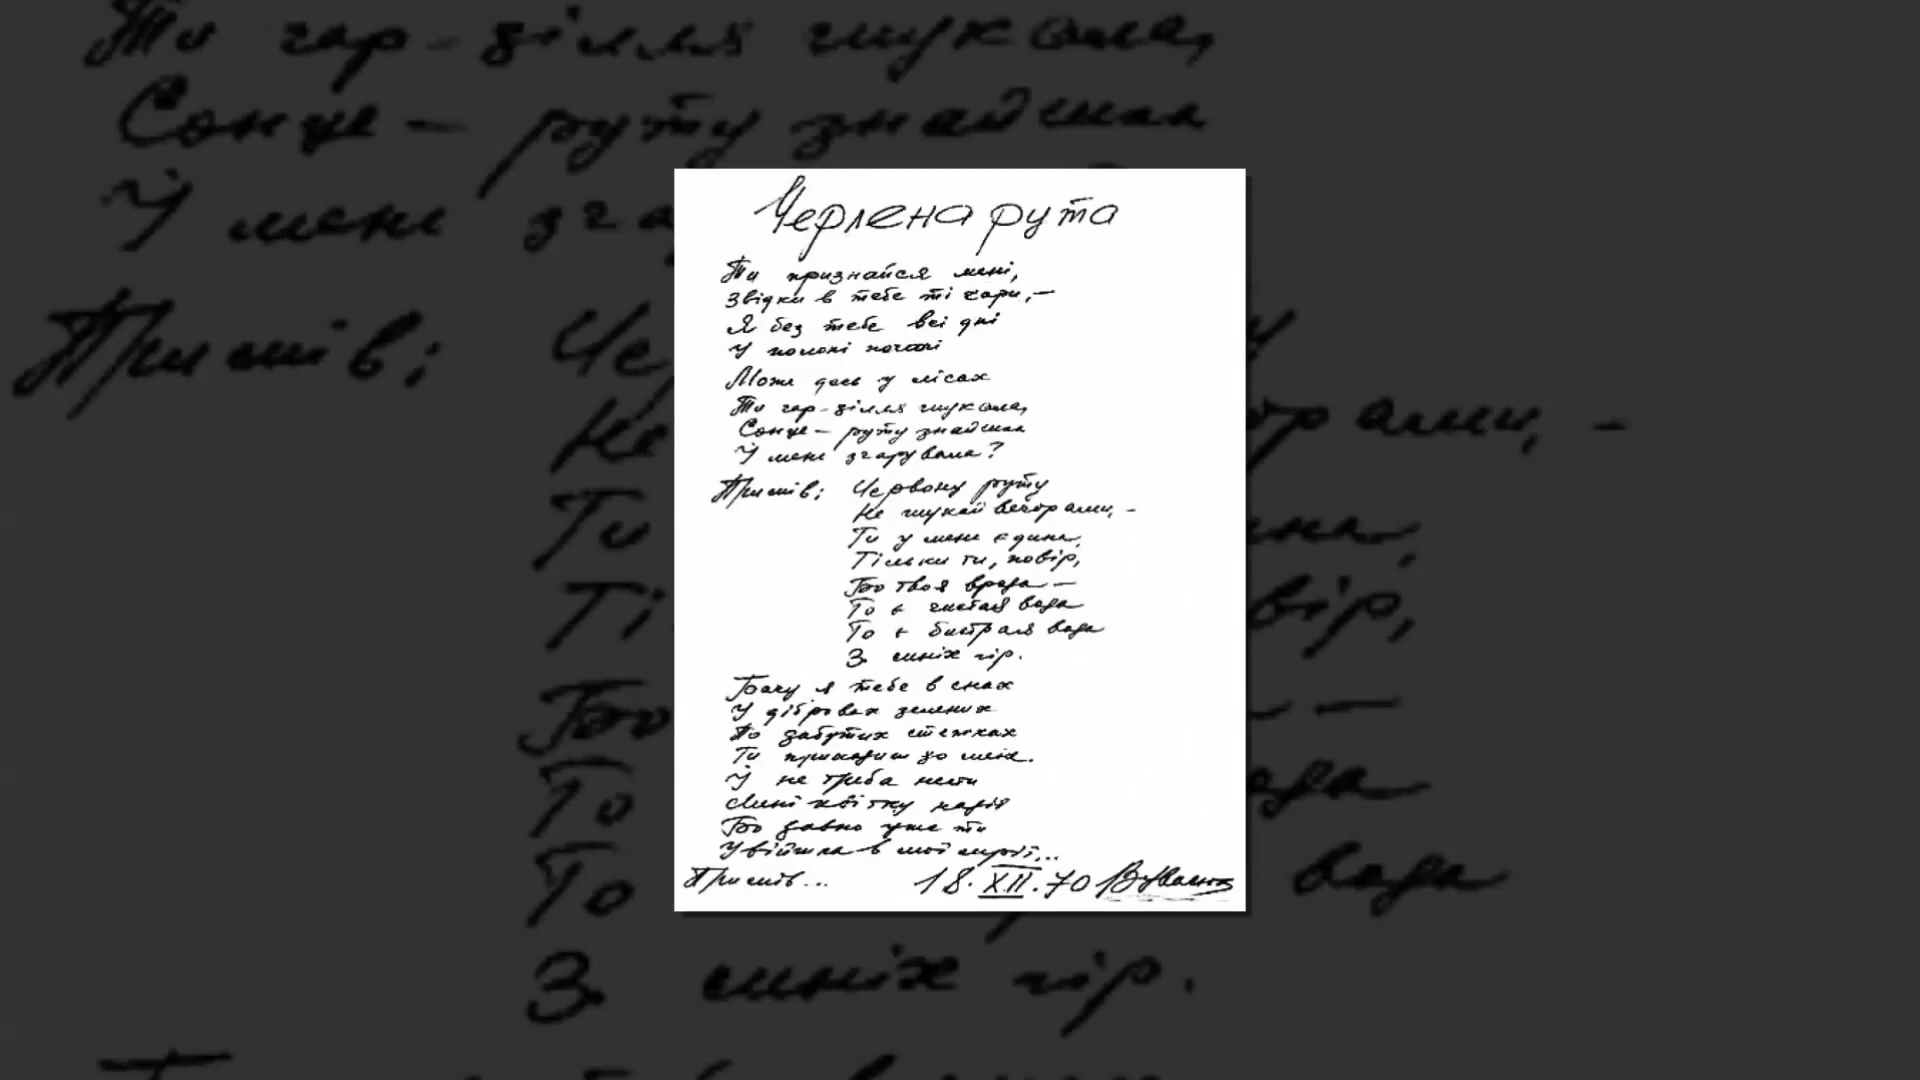 Черлена рута
Ти признайся мені,
Звідки в тебе ті чари,—
Я без тебе всі дні
У полоні печалі
Може десь у лісах
Ти чар-зілля шукала,
Сонце – руту знайшла
Й мене зчарувала?
Приспів: Червону руту
Не шукай вечорами, –
Ти у мене єдина,
Тільки ти, повір,
Бо твоя врода —
То є чистая вода
То є бистрая вода
З синіх гір.
Бачу я тебе в снах
У дібровах зелених
По забутих стежках
Ти приходиш до мене.
Й не треба нести
Мені квітку надій
Бо давно уже ти
Увійшла в мої мрії...
Приспів...
18.XII.70